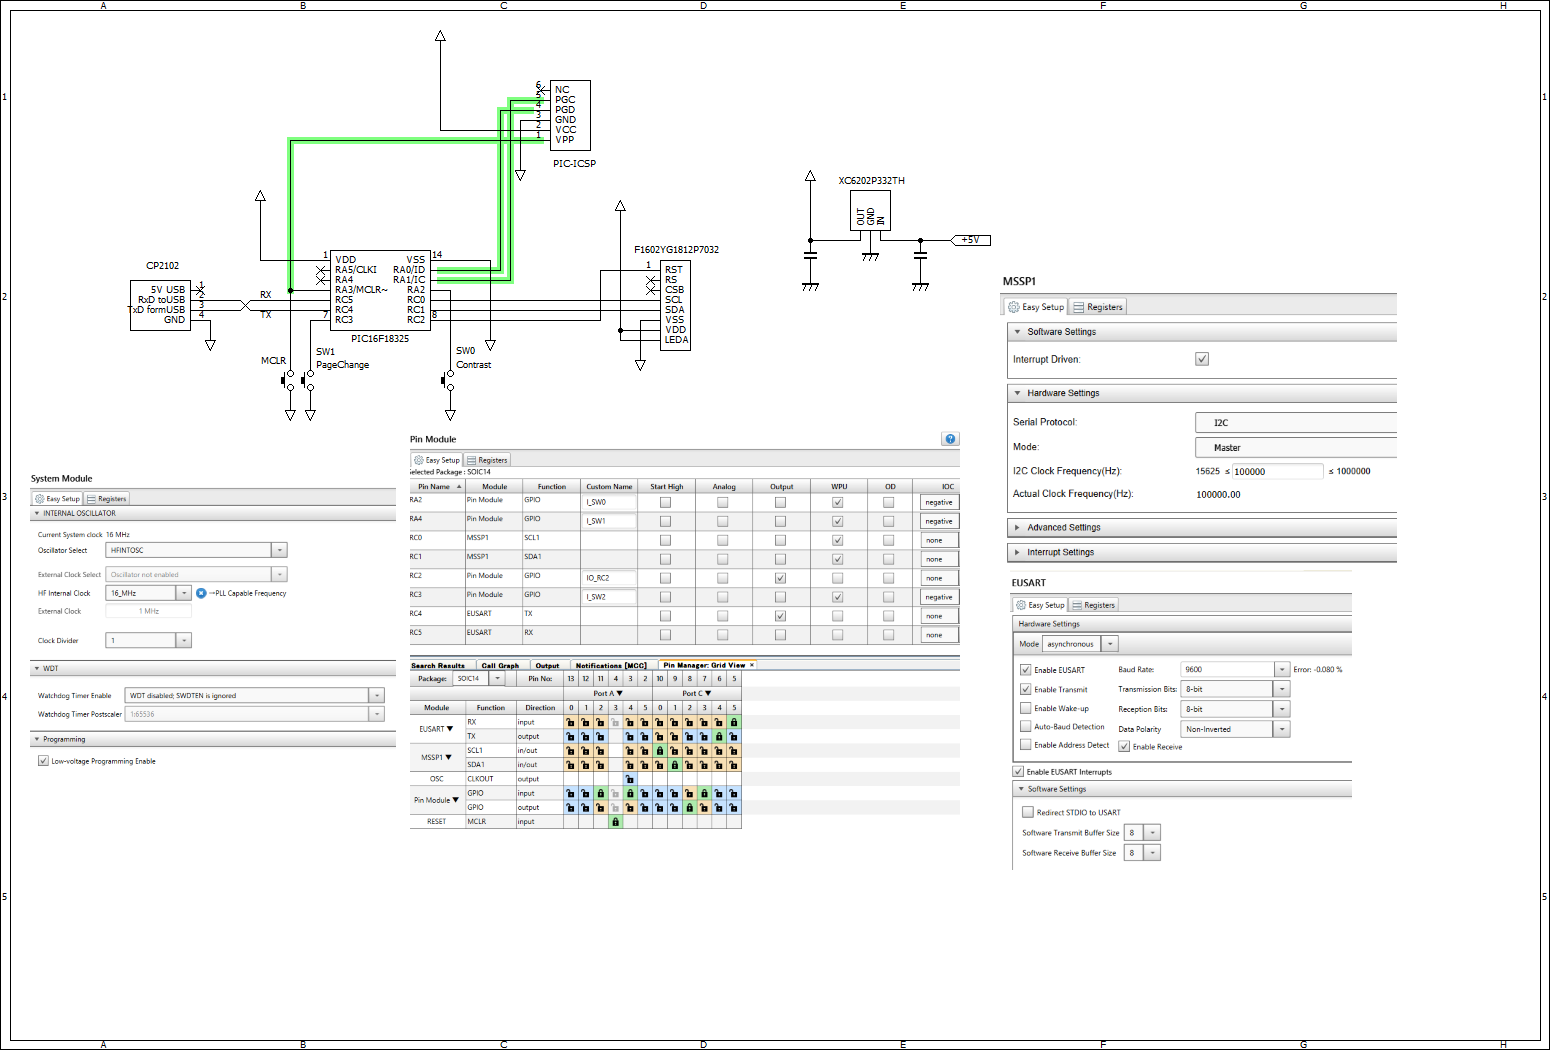 A B C D E F G H
1
2
3
4
5
6
NC
5
PGC
4
PGD
3
GND
2
VCC
1
VPP
PIC-ICSP
XC6202P332TH
OUT
GND
IN
+5V
CP2102
5V USB 1
RxD toUSB 2
TxD formUSB 3
GND 4
RX
TX
1 VDD VSS 14
RA5/CLKI RA0/ID
RA4 RA1/IC
RA3/MCLR~ RA2
RC5 RC0
RC4 RC1
7 RC3 RC2 8
PIC16F18325
MCLR
SW1
PageChange
SW0
Contrast
F1602YG1812P7032
1 RST
RS
CSB
SCL
SDA
VSS
VDD
LEDA
MSSP1
Easy Setup Registers
Software Settings
Interrupt Driven:
Hardware Settings
Serial Protocol: I2C
Mode: Master
I2C Clock Frequency(Hz): 15625 ≤ 100000 ≤ 1000000
Actual Clock Frequency(Hz): 100000.00
Advanced Settings
Interrupt Settings
System Module
Easy Setup Registers
INTERNAL OSCILLATOR
Current System clock 16 MHz
Oscillator Select HFINTOSC
External Clock Select Oscillator not enabled
HF Internal Clock 16_MHz →PLL Capable Frequency
External Clock 1 MHz
Clock Divider 1
WDT
Watchdog Timer Enable WDT disabled; SWDTEN is ignored
Watchdog Timer Postscaler 1:65536
Programming
Low-voltage Programming Enable
Pin Module ?
Easy Setup Registers
Selected Package : SOIC14
Pin Name Module Function Custom Name Start High Analog Output WPU OD IOC
RA2 Pin Module GPIO I_SW0 negative
RA4 Pin Module GPIO I_SW1 negative
RC0 MSSP1 SCL1 none
RC1 MSSP1 SDA1 none
RC2 Pin Module GPIO IO_RC2 none
RC3 Pin Module GPIO I_SW2 negative
RC4 EUSART TX none
RC5 EUSART RX none
Search Results Call Graph Output Notifications [MCC] Pin Manager: Grid View ×
Package: SOIC14 Pin No: 13 12 11 4 3 2 10 9 8 7 6 5
Port A ▼ Port C ▼
Module Function Direction 0 1 2 3 4 5 0 1 2 3 4 5
EUSART ▼ RX input
TX output
MSSP1 ▼ SCL1 in/out
SDA1 in/out
OSC CLKOUT output
Pin Module ▼ GPIO input
GPIO output
RESET MCLR input
EUSART
Easy Setup Registers
Hardware Settings
Mode asynchronous
Enable EUSART Baud Rate: 9600 Error: -0.080 %
Enable Transmit Transmission Bits: 8-bit
Enable Wake-up Reception Bits: 8-bit
Auto-Baud Detection Data Polarity Non-Inverted
Enable Address Detect Enable Receive
Enable EUSART Interrupts
Software Settings
Redirect STDIO to USART
Software Transmit Buffer Size 8
Software Receive Buffer Size 8
1
2
3
4
5
A B C D E F G H